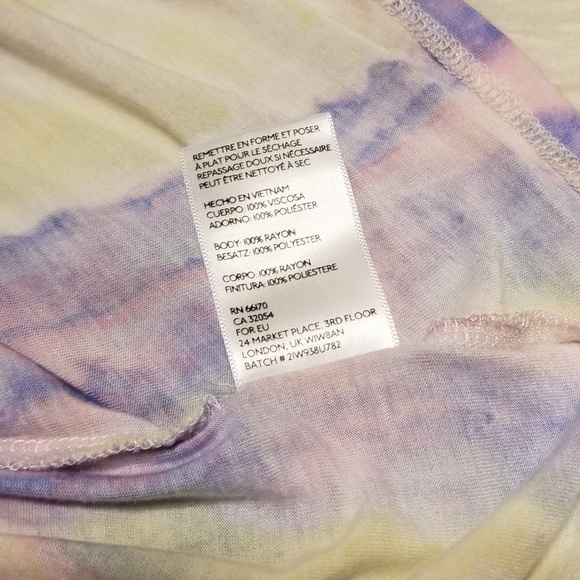 REMETTRE EN FORME ET POSER
À PLAT POUR LE SÉCHAGE
REPASSAGE DOUX SI NÉCESSAIRE
PEUT ÊTRE NETTOYÉ À SEC
HECHO EN VIETNAM
CUERPO: 100% VISCOSA
ADORNO: 100% POLIÉSTER
BODY: 100% RAYON
BESATZ: 100% POLYESTER
CORPO: 100% RAYON
FINITURA: 100% POLIESTERE
RN 66170
CA 32054
FOR EU
24 MARKET PLACE, 3RD FLOOR
LONDON, UK W1W8AN
BATCH # 21W938U782